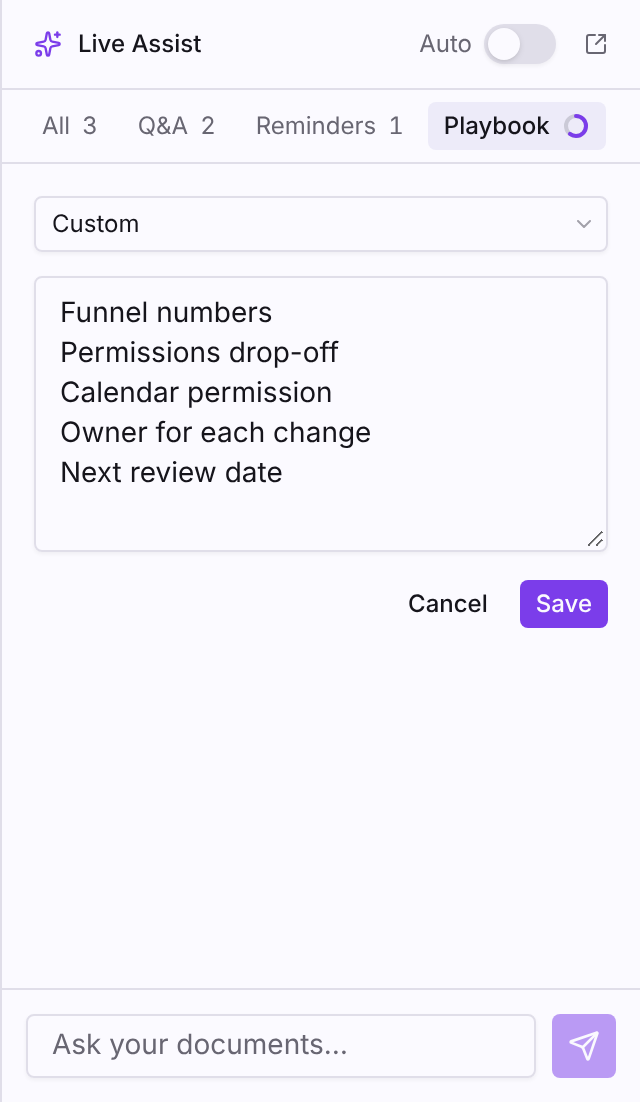 Live Assist Auto
All 3 Q&A 2 Reminders 1 Playbook
Custom
Funnel numbers
Permissions drop-off
Calendar permission
Owner for each change
Next review date
Cancel Save
Ask your documents...